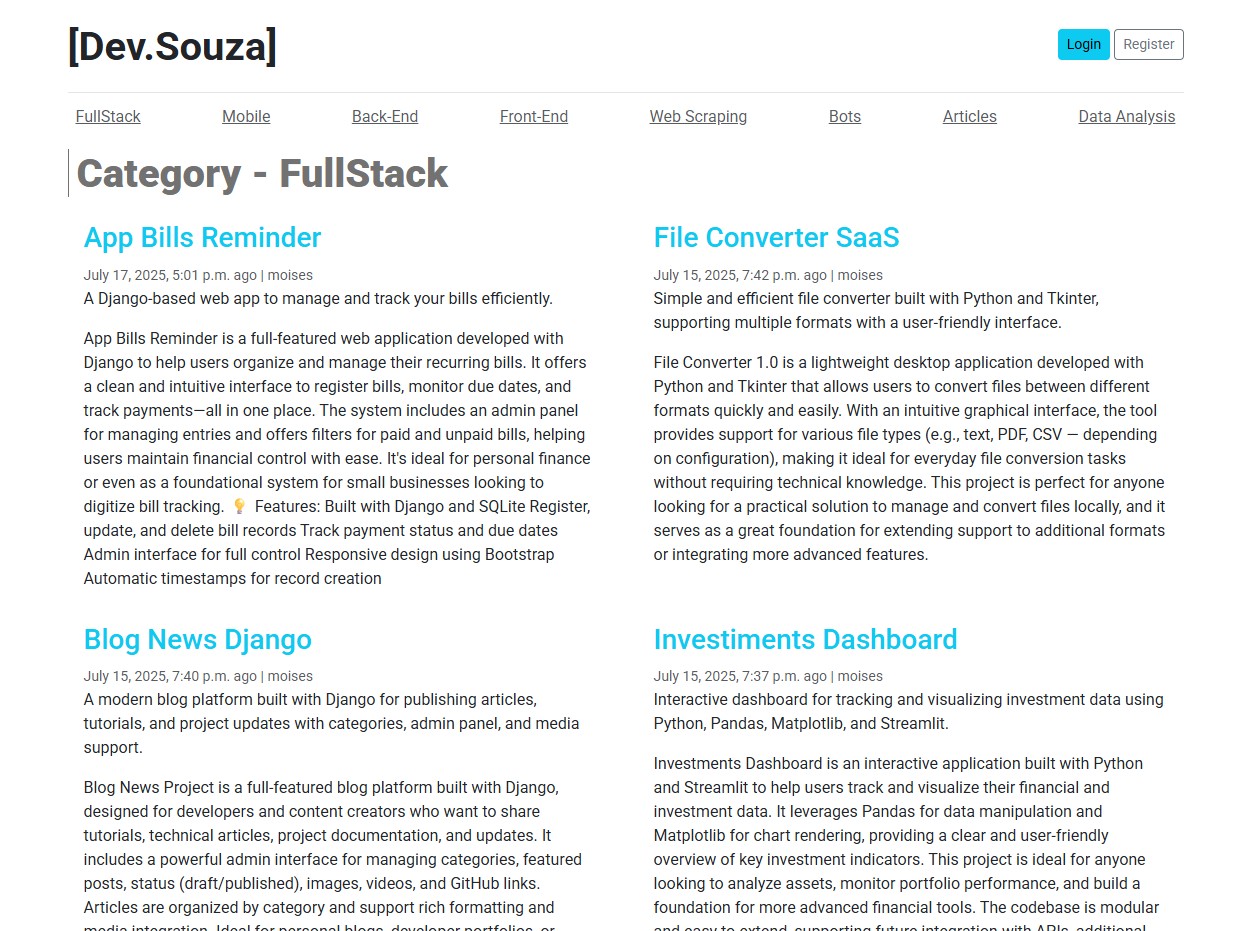 [Dev.Souza]
Login
Register
FullStack
Mobile
Back-End
Front-End
Web Scraping
Bots
Articles
Data Analysis
Category - FullStack
App Bills Reminder
July 17, 2025, 5:01 p.m. ago | moises
A Django-based web app to manage and track your bills efficiently.
App Bills Reminder is a full-featured web application developed with
Django to help users organize and manage their recurring bills. It offers
a clean and intuitive interface to register bills, monitor due dates, and
track payments—all in one place. The system includes an admin panel
for managing entries and offers filters for paid and unpaid bills, helping
users maintain financial control with ease. It's ideal for personal finance
or even as a foundational system for small businesses looking to
digitize bill tracking. 💡 Features: Built with Django and SQLite Register,
update, and delete bill records Track payment status and due dates
Admin interface for full control Responsive design using Bootstrap
Automatic timestamps for record creation
File Converter SaaS
July 15, 2025, 7:42 p.m. ago | moises
Simple and efficient file converter built with Python and Tkinter,
supporting multiple formats with a user-friendly interface.
File Converter 1.0 is a lightweight desktop application developed with
Python and Tkinter that allows users to convert files between different
formats quickly and easily. With an intuitive graphical interface, the tool
provides support for various file types (e.g., text, PDF, CSV — depending
on configuration), making it ideal for everyday file conversion tasks
without requiring technical knowledge. This project is perfect for anyone
looking for a practical solution to manage and convert files locally, and it
serves as a great foundation for extending support to additional formats
or integrating more advanced features.
Blog News Django
July 15, 2025, 7:40 p.m. ago | moises
A modern blog platform built with Django for publishing articles,
tutorials, and project updates with categories, admin panel, and media
support.
Blog News Project is a full-featured blog platform built with Django,
designed for developers and content creators who want to share
tutorials, technical articles, project documentation, and updates. It
includes a powerful admin interface for managing categories, featured
posts, status (draft/published), images, videos, and GitHub links.
Articles are organized by category and support rich formatting and
media integration. Ideal for personal blogs, developer portfolios, or
Investiments Dashboard
July 15, 2025, 7:37 p.m. ago | moises
Interactive dashboard for tracking and visualizing investment data using
Python, Pandas, Matplotlib, and Streamlit.
Investments Dashboard is an interactive application built with Python
and Streamlit to help users track and visualize their financial and
investment data. It leverages Pandas for data manipulation and
Matplotlib for chart rendering, providing a clear and user-friendly
overview of key investment indicators. This project is ideal for anyone
looking to analyze assets, monitor portfolio performance, and build a
foundation for more advanced financial tools. The codebase is modular
and easy to extend, supporting future integration with APIs, additional